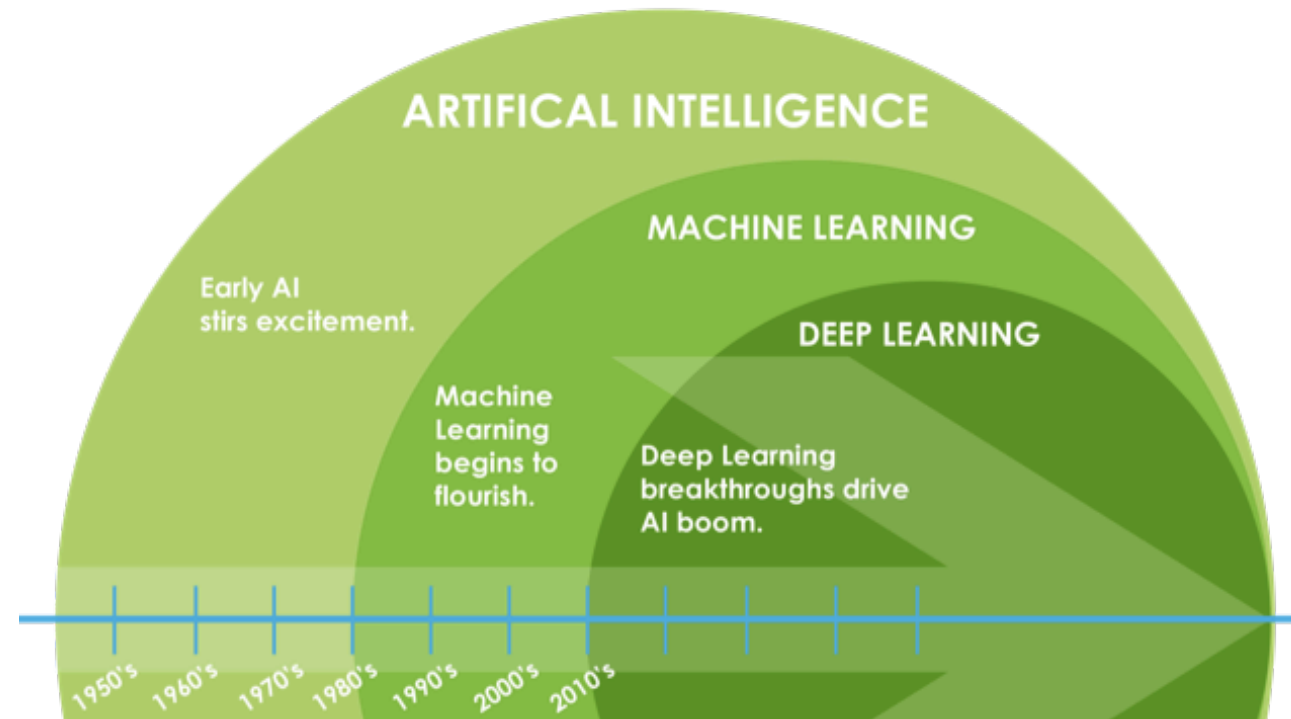 ARTIFICAL INTELLIGENCE
MACHINE LEARNING
DEEP LEARNING
Early AI
stirs excitement.
Machine
Learning
begins to
flourish.
Deep Learning
breakthroughs drive
AI boom.
1950's
1960's
1970's
1980's
1990's
2000's
2010's